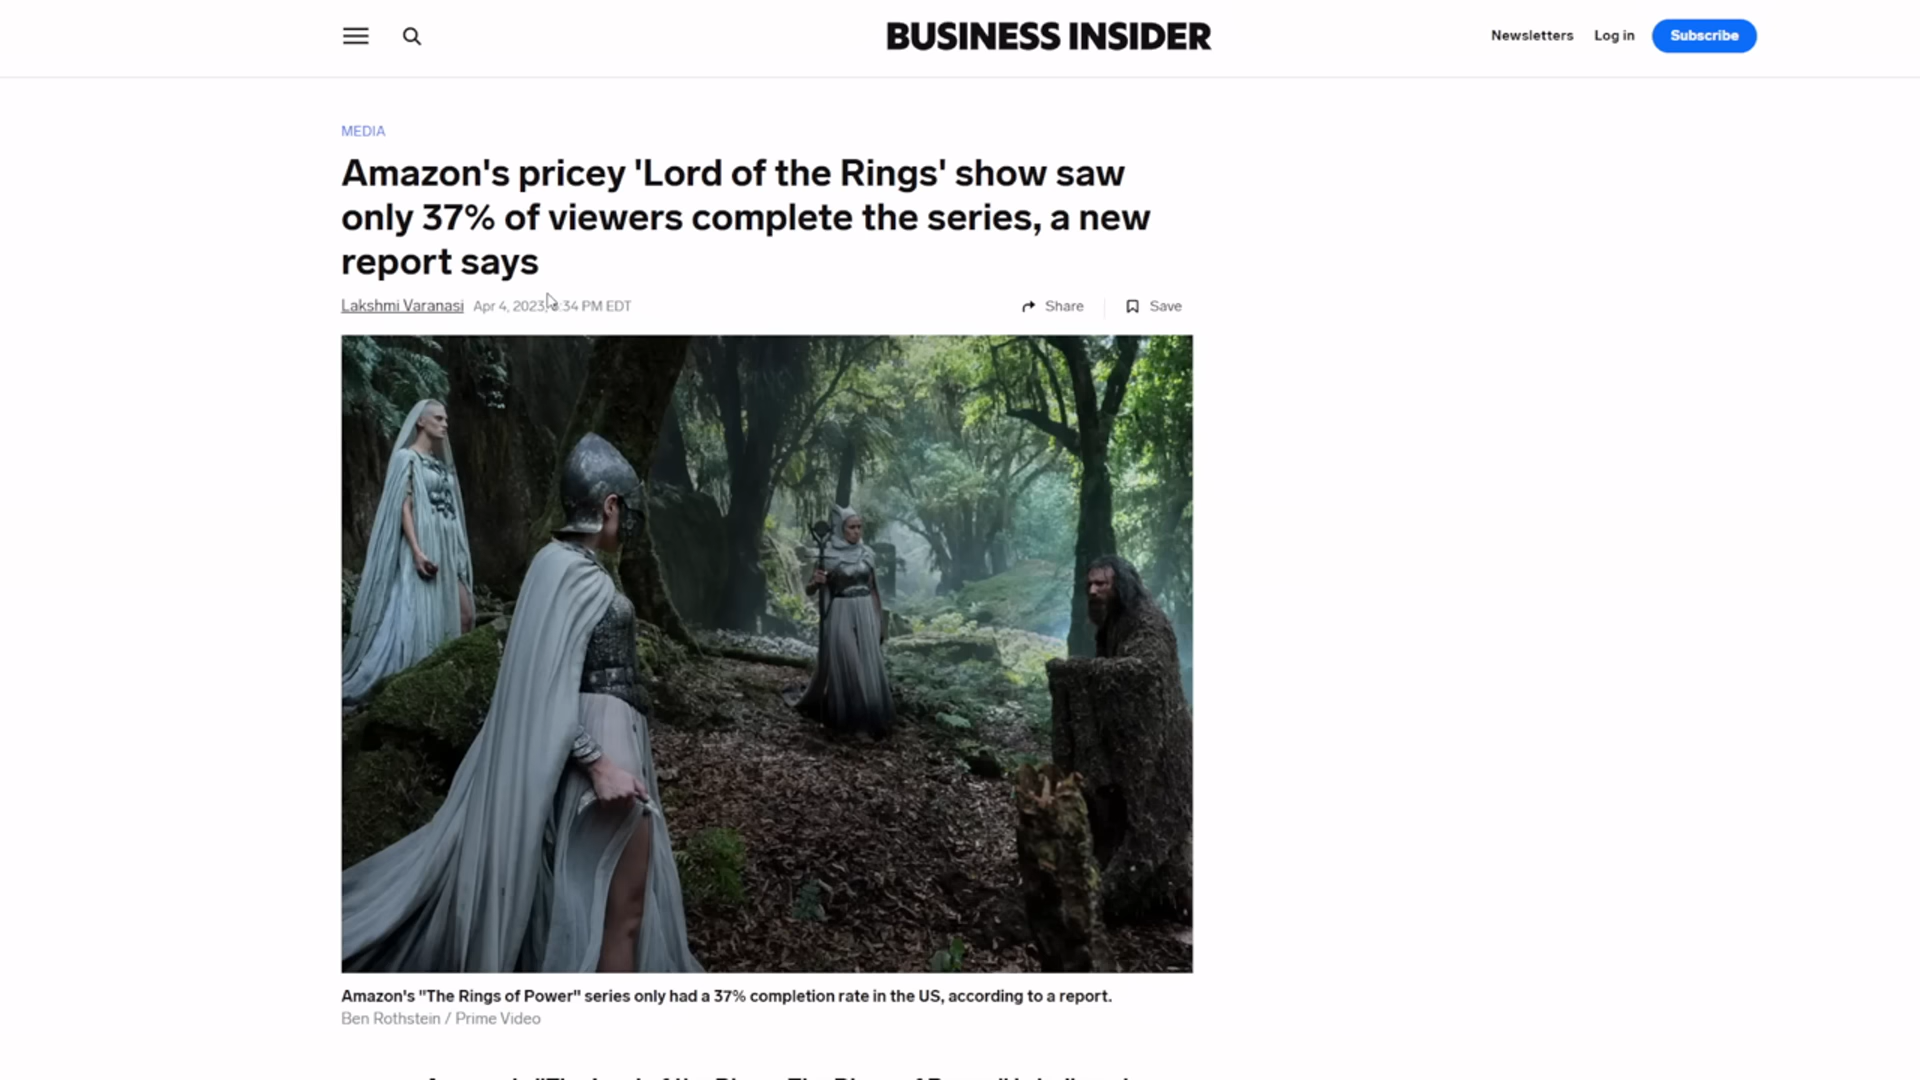 BUSINESS INSIDER
Newsletters
Log in
Subscribe
MEDIA
Amazon's pricey 'Lord of the Rings' show saw
only 37% of viewers complete the series, a new
report says
Lakshmi Varanasi Apr 4, 2023, :34 PM EDT
Share
Save
Amazon's "The Rings of Power" series only had a 37% completion rate in the US, according to a report.
Ben Rothstein / Prime Video